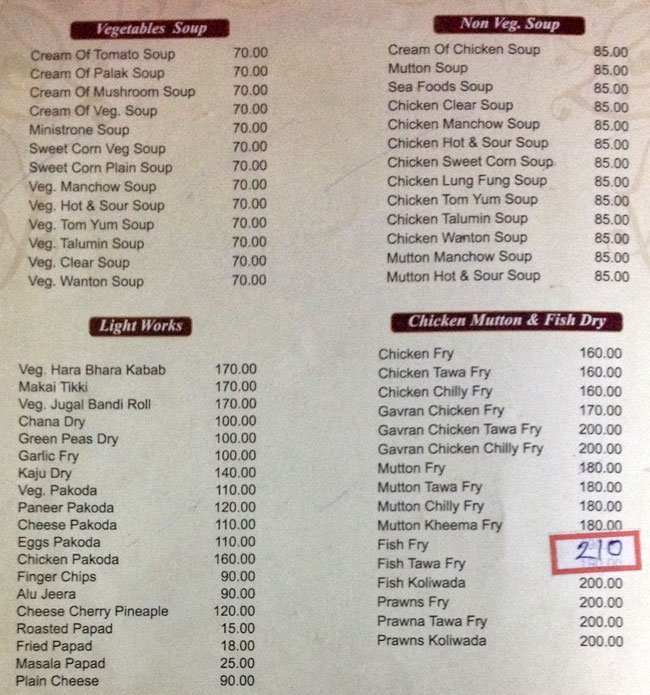 Vegetables Soup
Cream Of Tomato Soup 70.00
Cream Of Palak Soup 70.00
Cream Of Mushroom Soup 70.00
Cream Of Veg. Soup 70.00
Ministrone Soup 70.00
Sweet Corn Veg Soup 70.00
Sweet Corn Plain Soup 70.00
Veg. Manchow Soup 70.00
Veg. Hot & Sour Soup 70.00
Veg. Tom Yum Soup 70.00
Veg. Talumin Soup 70.00
Veg. Clear Soup 70.00
Veg. Wanton Soup 70.00
Non Veg. Soup
Cream Of Chicken Soup 85.00
Mutton Soup 85.00
Sea Foods Soup 85.00
Chicken Clear Soup 85.00
Chicken Manchow Soup 85.00
Chicken Hot & Sour Soup 85.00
Chicken Sweet Corn Soup 85.00
Chicken Lung Fung Soup 85.00
Chicken Tom Yum Soup 85.00
Chicken Talumin Soup 85.00
Chicken Wanton Soup 85.00
Mutton Manchow Soup 85.00
Mutton Hot & Sour Soup 85.00
Light Works
Veg. Hara Bhara Kabab 170.00
Makai Tikki 170.00
Veg. Jugal Bandi Roll 170.00
Chana Dry 100.00
Green Peas Dry 100.00
Garlic Fry 100.00
Kaju Dry 140.00
Veg. Pakoda 110.00
Paneer Pakoda 120.00
Cheese Pakoda 110.00
Eggs Pakoda 110.00
Chicken Pakoda 160.00
Finger Chips 90.00
Alu Jeera 90.00
Cheese Cherry Pineaple 120.00
Roasted Papad 15.00
Fried Papad 18.00
Masala Papad 25.00
Plain Cheese 90.00
Chicken Mutton & Fish Dry
Chicken Fry 160.00
Chicken Tawa Fry 160.00
Chicken Chilly Fry 160.00
Gavran Chicken Fry 170.00
Gavran Chicken Tawa Fry 200.00
Gavran Chicken Chilly Fry 200.00
Mutton Fry 180.00
Mutton Tawa Fry 180.00
Mutton Chilly Fry 180.00
Mutton Kheema Fry 180.00
Fish Fry 210
Fish Tawa Fry
Fish Koliwada 200.00
Prawns Fry 200.00
Prawna Tawa Fry 200.00
Prawns Koliwada 200.00